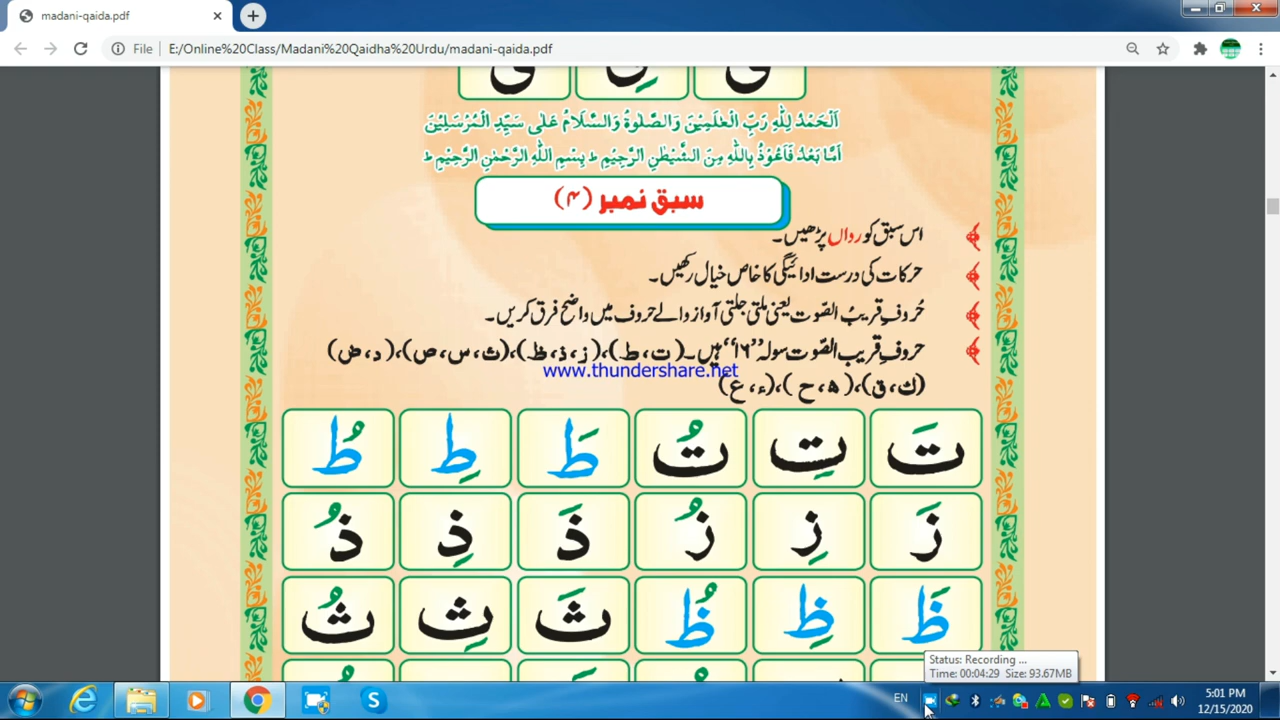 madani-qaida.pdf
File
E:/Online%20Class/Madani%20Qaidha%20Urdu/madani-qaida.pdf
اَلْحَمْدُ لِلّٰهِ رَبِّ الْعٰلَمِیْنَ وَالصَّلٰوةُ وَالسَّلَامُ عَلٰی سَیِّدِ الْمُرْسَلِیْنَ
اَمَّا بَعْدُ فَاَعُوْذُ بِاللّٰهِ مِنَ الشَّیْطٰنِ الرَّجِیْمِ ؕ بِسْمِ اللّٰهِ الرَّحْمٰنِ الرَّحِیْمِ ؕ
سبق نمبر (۴)
اس سبق کو رواں پڑھیں۔
حرکات کی درست ادائیگی کا خاص خیال رکھیں۔
حُروفِ قریبُ الصّوت یعنی ملتی جلتی آواز والے حروف میں واضح فرق کریں۔
حروفِ قریب الصّوت سولہ ”۱۶“ ہیں۔ (ت، ط)، (ز، ذ، ظ)، (ث، س، ص)، (د، ض)
www.thundershare.net
(ك، ق)، (ھ، ح)، (ء، ع)
تَ تِ تُ طَ طِ طُ
زَ زِ زُ ذَ ذِ ذُ
ظَ ظِ ظُ ثَ ثِ ثُ
Status: Recording ...
Time: 00:04:29 Size: 93.67MB
EN
5:01 PM
12/15/2020